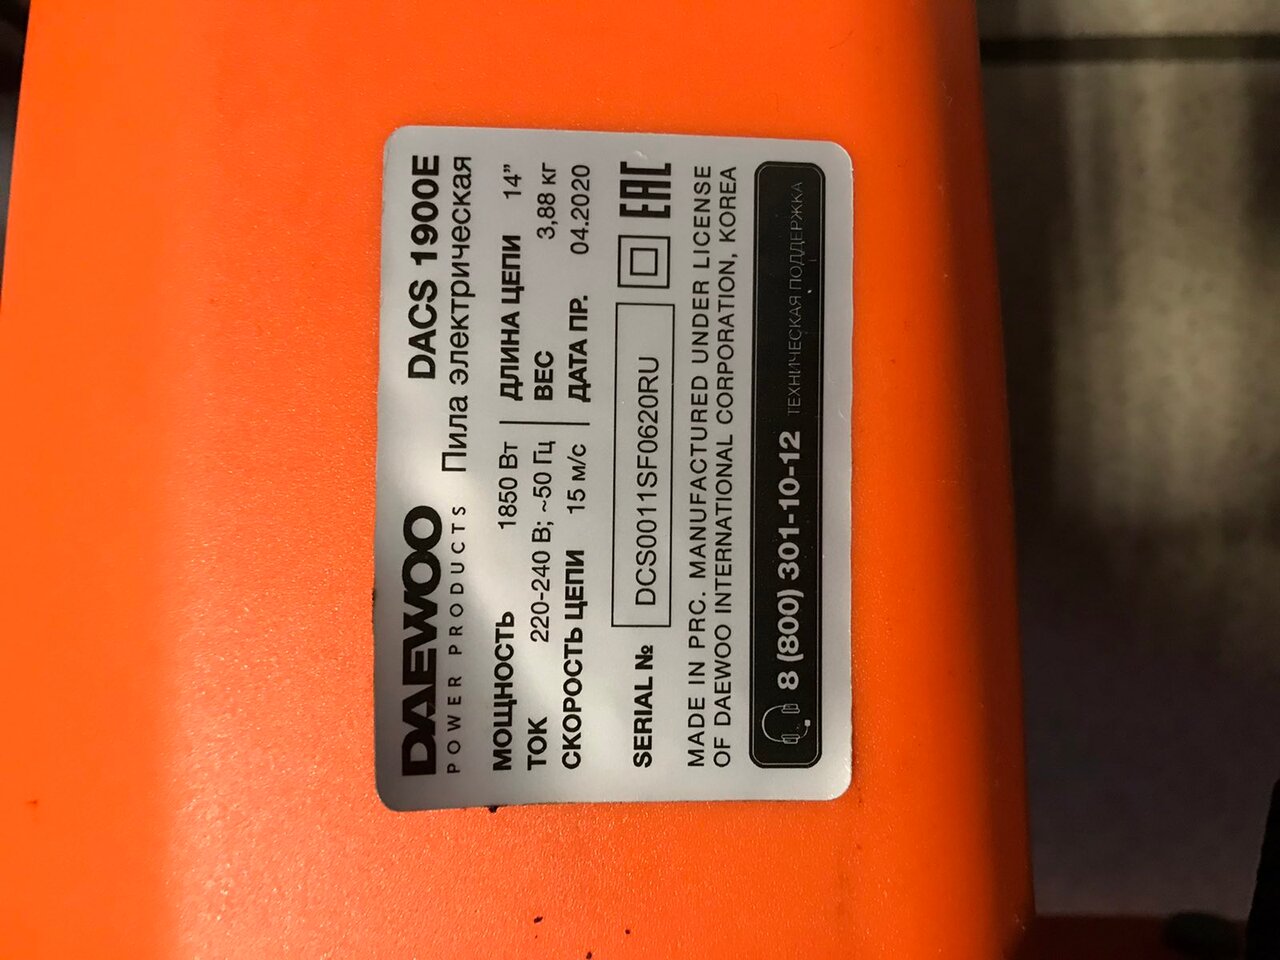 DAEWOO DACS 1900E
POWER PRODUCTS Пила электрическая
МОЩНОСТЬ 1850 Вт ДЛИНА ЦЕПИ 14”
ТОК 220-240 В; ~50 Гц ВЕС 3,88 кг
СКОРОСТЬ ЦЕПИ 15 м/с ДАТА ПР. 04.2020
SERIAL № DCS0011SF0620RU EAC
MADE IN PRC. MANUFACTURED UNDER LICENSE
OF DAEWOO INTERNATIONAL CORPORATION, KOREA
8 (800) 301-10-12 ТЕХНИЧЕСКАЯ ПОДДЕРЖКА